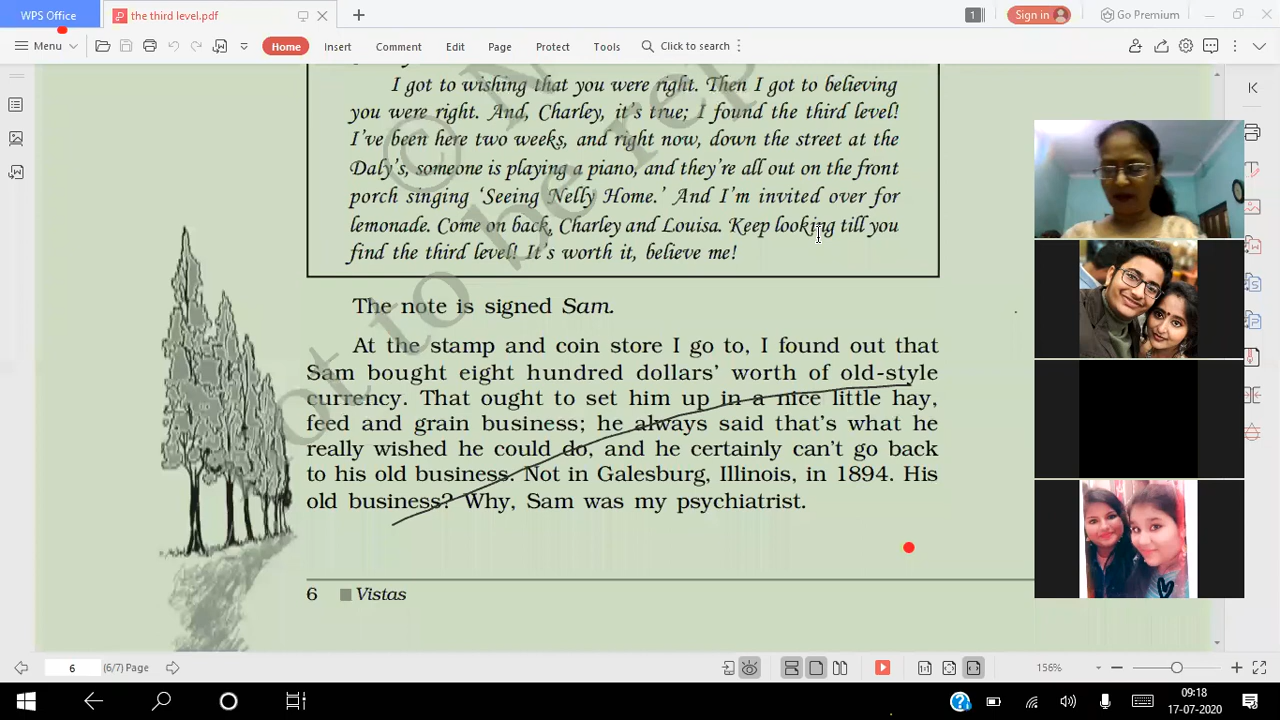 WPS Office
the third level.pdf
1
Sign in
Go Premium
Menu
Home
Insert
Comment
Edit
Page
Protect
Tools
Click to search
I got to wishing that you were right. Then I got to believing
you were right. And, Charley, it's true; I found the third level!
I've been here two weeks, and right now, down the street at the
Daly's, someone is playing a piano, and they're all out on the front
porch singing ‘Seeing Nelly Home.’ And I'm invited over for
lemonade. Come on back, Charley and Louisa. Keep looking till you
find the third level! It's worth it, believe me!
The note is signed Sam.
At the stamp and coin store I go to, I found out that
Sam bought eight hundred dollars’ worth of old-style
currency. That ought to set him up in a nice little hay,
feed and grain business; he always said that’s what he
really wished he could do, and he certainly can’t go back
to his old business. Not in Galesburg, Illinois, in 1894. His
old business? Why, Sam was my psychiatrist.
6 Vistas
© N
not to be rep
6
(6/7) Page
156%
09:18
17-07-2020